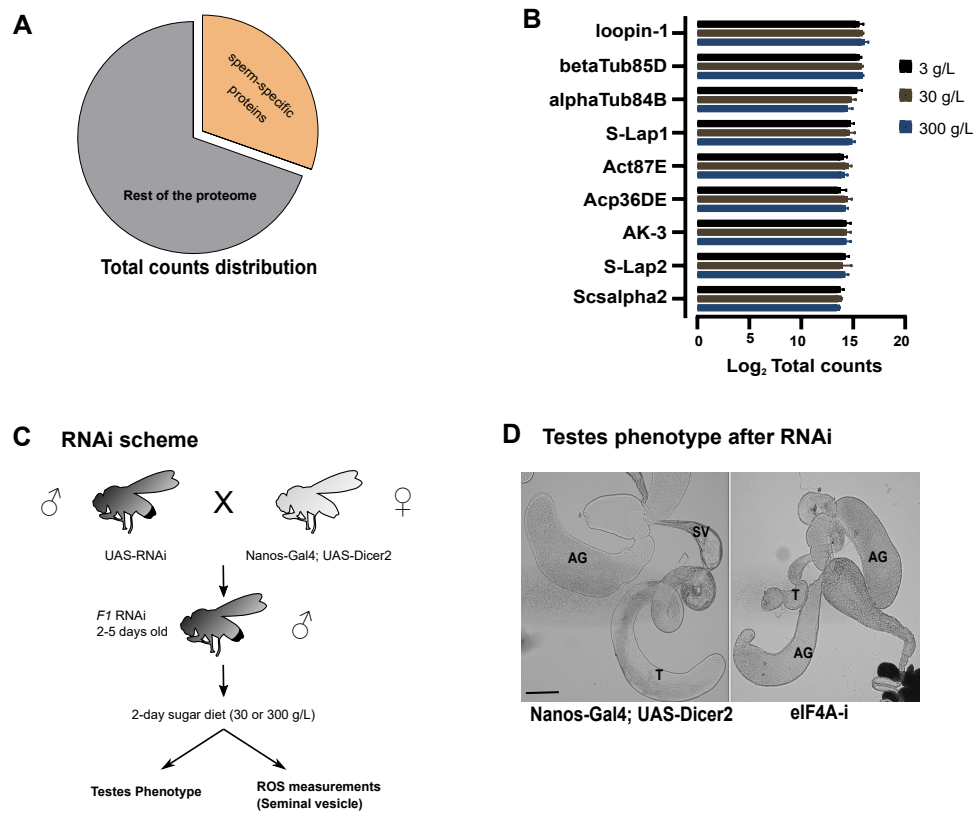 A
sperm-specific
proteins
Rest of the proteome
Total counts distribution
B
loopin-1
betaTub85D
alphaTub84B
S-Lap1
Act87E
Acp36DE
AK-3
S-Lap2
Scsalpha2
0 5 10 15 20
Log₂ Total counts
3 g/L
30 g/L
300 g/L
C RNAi scheme
♂ X ♀
UAS-RNAi Nanos-Gal4; UAS-Dicer2
F1 RNAi
2-5 days old
♂
2-day sugar diet (30 or 300 g/L)
Testes Phenotype
ROS measurements
(Seminal vesicle)
D Testes phenotype after RNAi
AG
SV
T
AG
T
AG
Nanos-Gal4; UAS-Dicer2
eIF4A-i